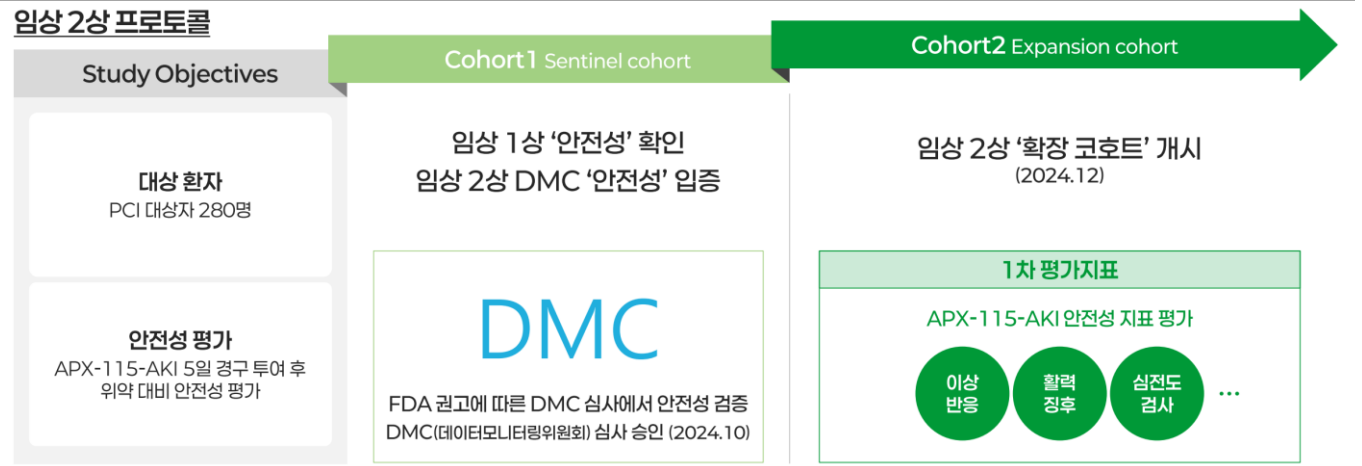 임상 2상 프로토콜
Study Objectives
대상 환자
PCI 대상자 280명
안전성 평가
APX-115-AKI 5일 경구 투여 후
위약 대비 안전성 평가
Cohort1 Sentinel cohort
임상 1상 ‘안전성’ 확인
임상 2상 DMC ‘안전성’ 입증
DMC
FDA 권고에 따른 DMC 심사에서 안전성 검증
DMC(데이터모니터링위원회) 심사 승인 (2024.10)
Cohort2 Expansion cohort
임상 2상 ‘확장 코호트’ 개시
(2024.12)
1차 평가지표
APX-115-AKI 안전성 지표 평가
이상
반응
활력
징후
심전도
검사
...